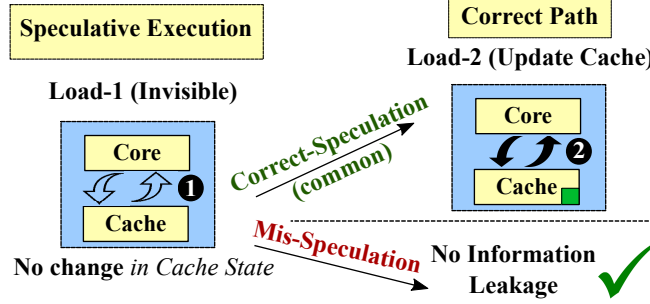 Speculative Execution
Correct Path
Load-1 (Invisible)
Load-2 (Update Cache)
Core
1
Cache
No change in Cache State
Correct-Speculation
(common)
Core
2
Cache
Mis-Speculation
No Information
Leakage